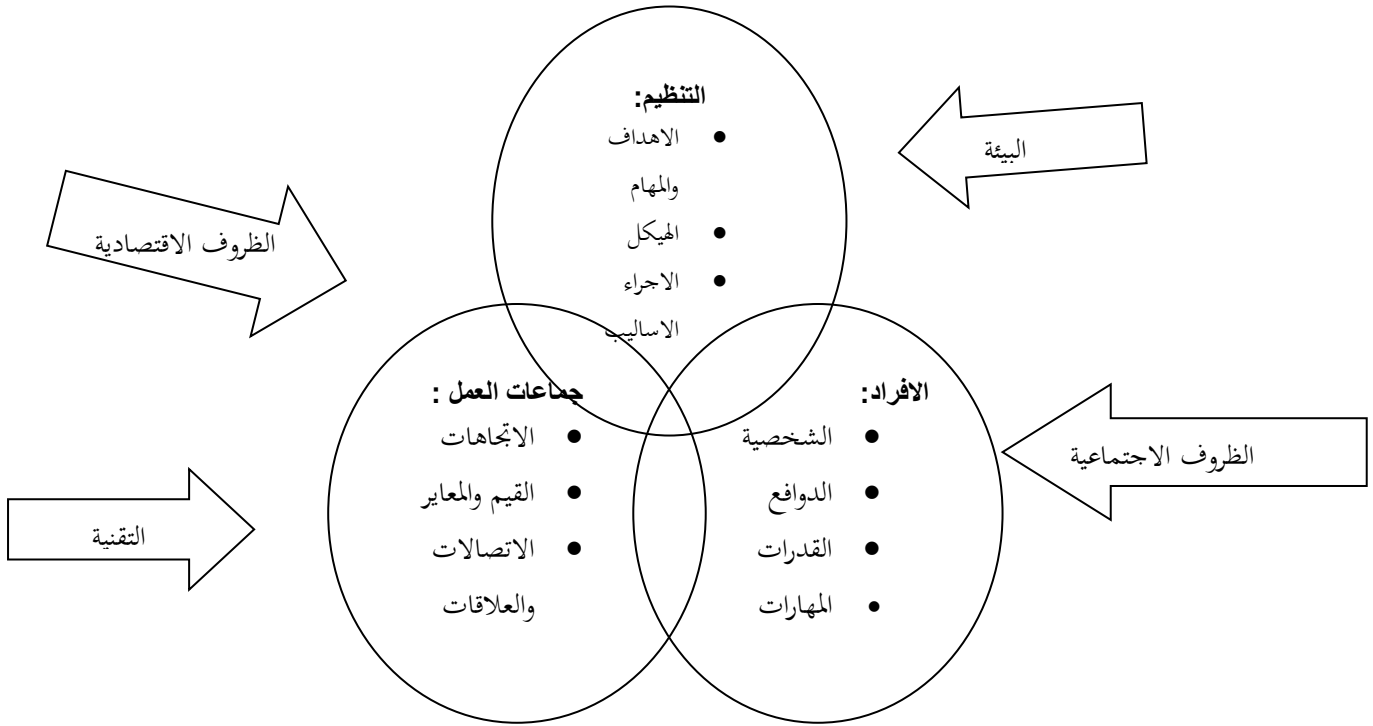 التنظيم:
• الاهداف
والمهام
• الهيكل
• الاجراء
الاساليب
البيئة
الظروف الاقتصادية
جماعات العمل :
• الاتجاهات
• القيم والمعاير
• الاتصالات
والعلاقات
الافراد:
• الشخصية
• الدوافع
• القدرات
• المهارات
الظروف الاجتماعية
التقنية